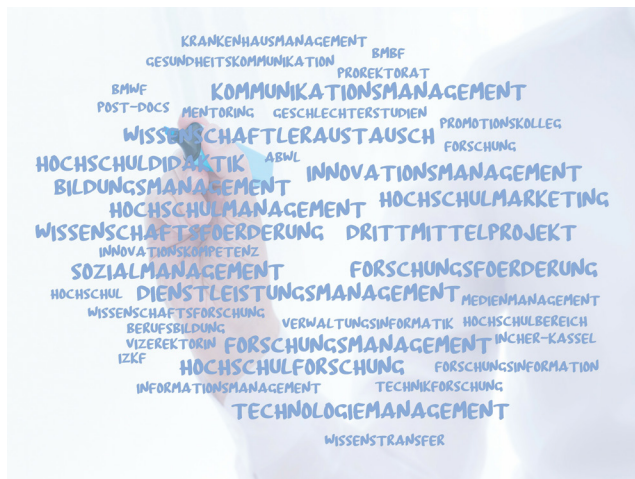 KRANKENHAUSMANAGEMENT
BMBF
GESUNDHEITSKOMMUNIKATION
PROREKTORAT
BMWF
KOMMUNIKATIONSMANAGEMENT
POST-DOCS
MENTORING
GESCHLECHTERSTUDIEN
PROMOTIONSKOLLEG
WISSENSCHAFTLERAUSTAUSCH
FORSCHUNG
ABWL
HOCHSCHULDIDAKTIK
INNOVATIONSMANAGEMENT
BILDUNGSMANAGEMENT
HOCHSCHULMARKETING
HOCHSCHULMANAGEMENT
WISSENSCHAFTSFOERDERUNG
DRITTMITTELPROJEKT
INNOVATIONSKOMPETENZ
SOZIALMANAGEMENT
FORSCHUNGSFOERDERUNG
HOCHSCHUL
DIENSTLEISTUNGSMANAGEMENT
MEDIENMANAGEMENT
WISSENSCHAFTSFORSCHUNG
BERUFSBILDUNG
VERWALTUNGSINFORMATIK
HOCHSCHULBEREICH
VIZEREKTORIN
FORSCHUNGSMANAGEMENT
INCHER-KASSEL
IZKF
HOCHSCHULFORSCHUNG
FORSCHUNGSINFORMATION
INFORMATIONSMANAGEMENT
TECHNIKFORSCHUNG
TECHNOLOGIEMANAGEMENT
WISSENSTRANSFER